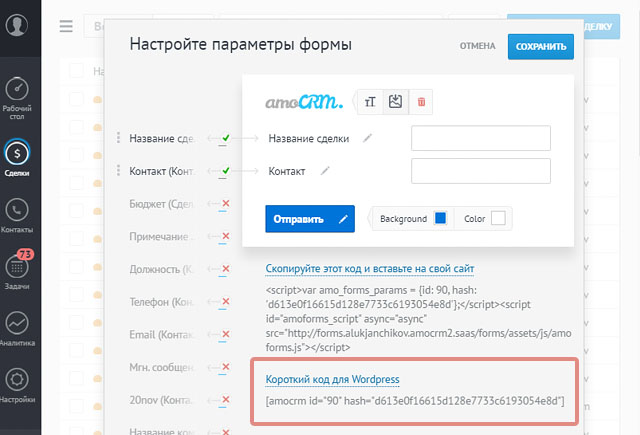 Настройте параметры формы
ОТМЕНА
СОХРАНИТЬ
amoCRM.
тТ
Рабочий
стол
Сделки
Контакты
73
Задачи
Аналитика
Настройки
Название сде..
Название сделки
Контакт (Конт..
Контакт
Бюджет (Сдел..
Примечание ..
Должность (К..
Телефон (Кон..
Email (Контак..
Мгн. сообщен..
20nov (Конта..
Отправить
Background
Color
Скопируйте этот код и вставьте на свой сайт
<script>var amo_forms_params = {id: 90, hash:
'd613e0f16615d128e7733c6193054e8d'};</script><script
id="amoforms_script" async="async"
src="http://forms.alukjanchikov.amocrm2.saas/forms/assets/js/amo
forms.js"></script>
Короткий код для Wordpress
[amocrm id="90" hash="d613e0f16615d128e7733c6193054e8d"]